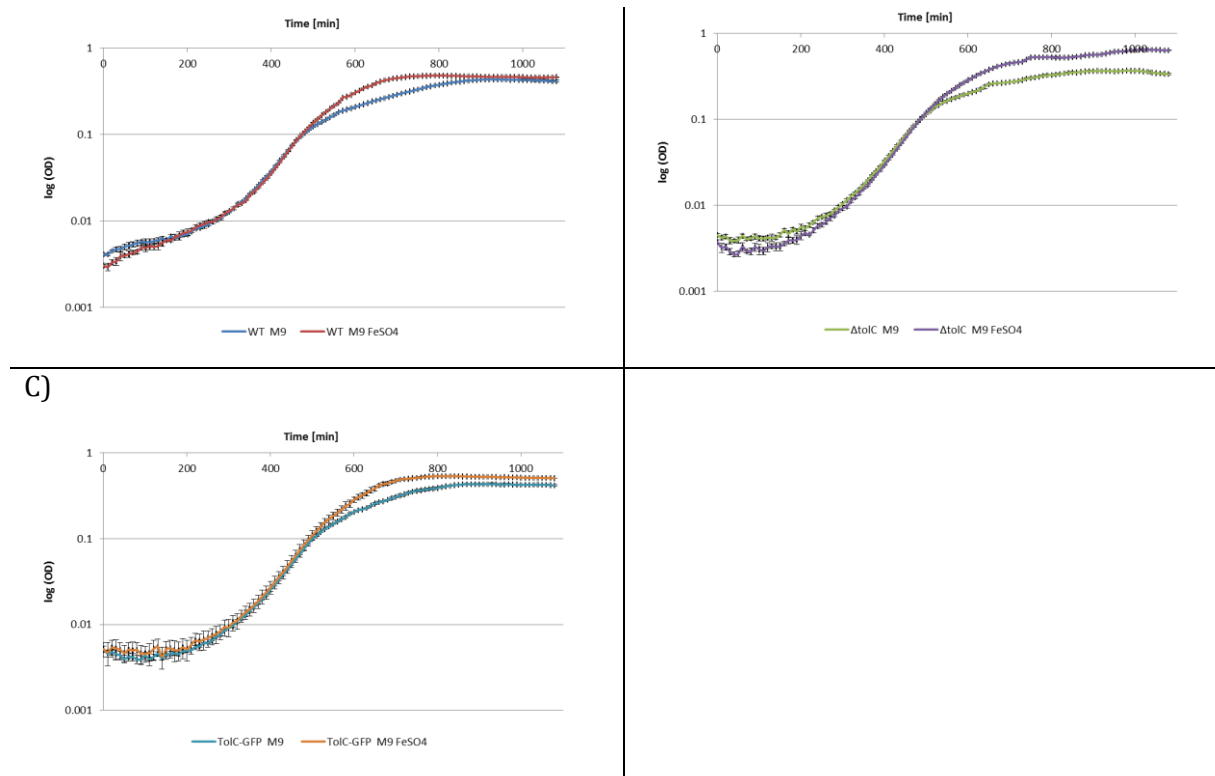 Time [min]
0 200 400 600 800 1000
1
0.1
0.01
0.001
log (OD)
WT M9 WT M9 FeSO4
Time [min]
0 200 400 600 800 1000
1
0.1
0.01
0.001
log (OD)
ΔtolC M9 ΔtolC M9 FeSO4
C)
Time [min]
0 200 400 600 800 1000
1
0.1
0.01
0.001
log (OD)
TolC-GFP M9 TolC-GFP M9 FeSO4